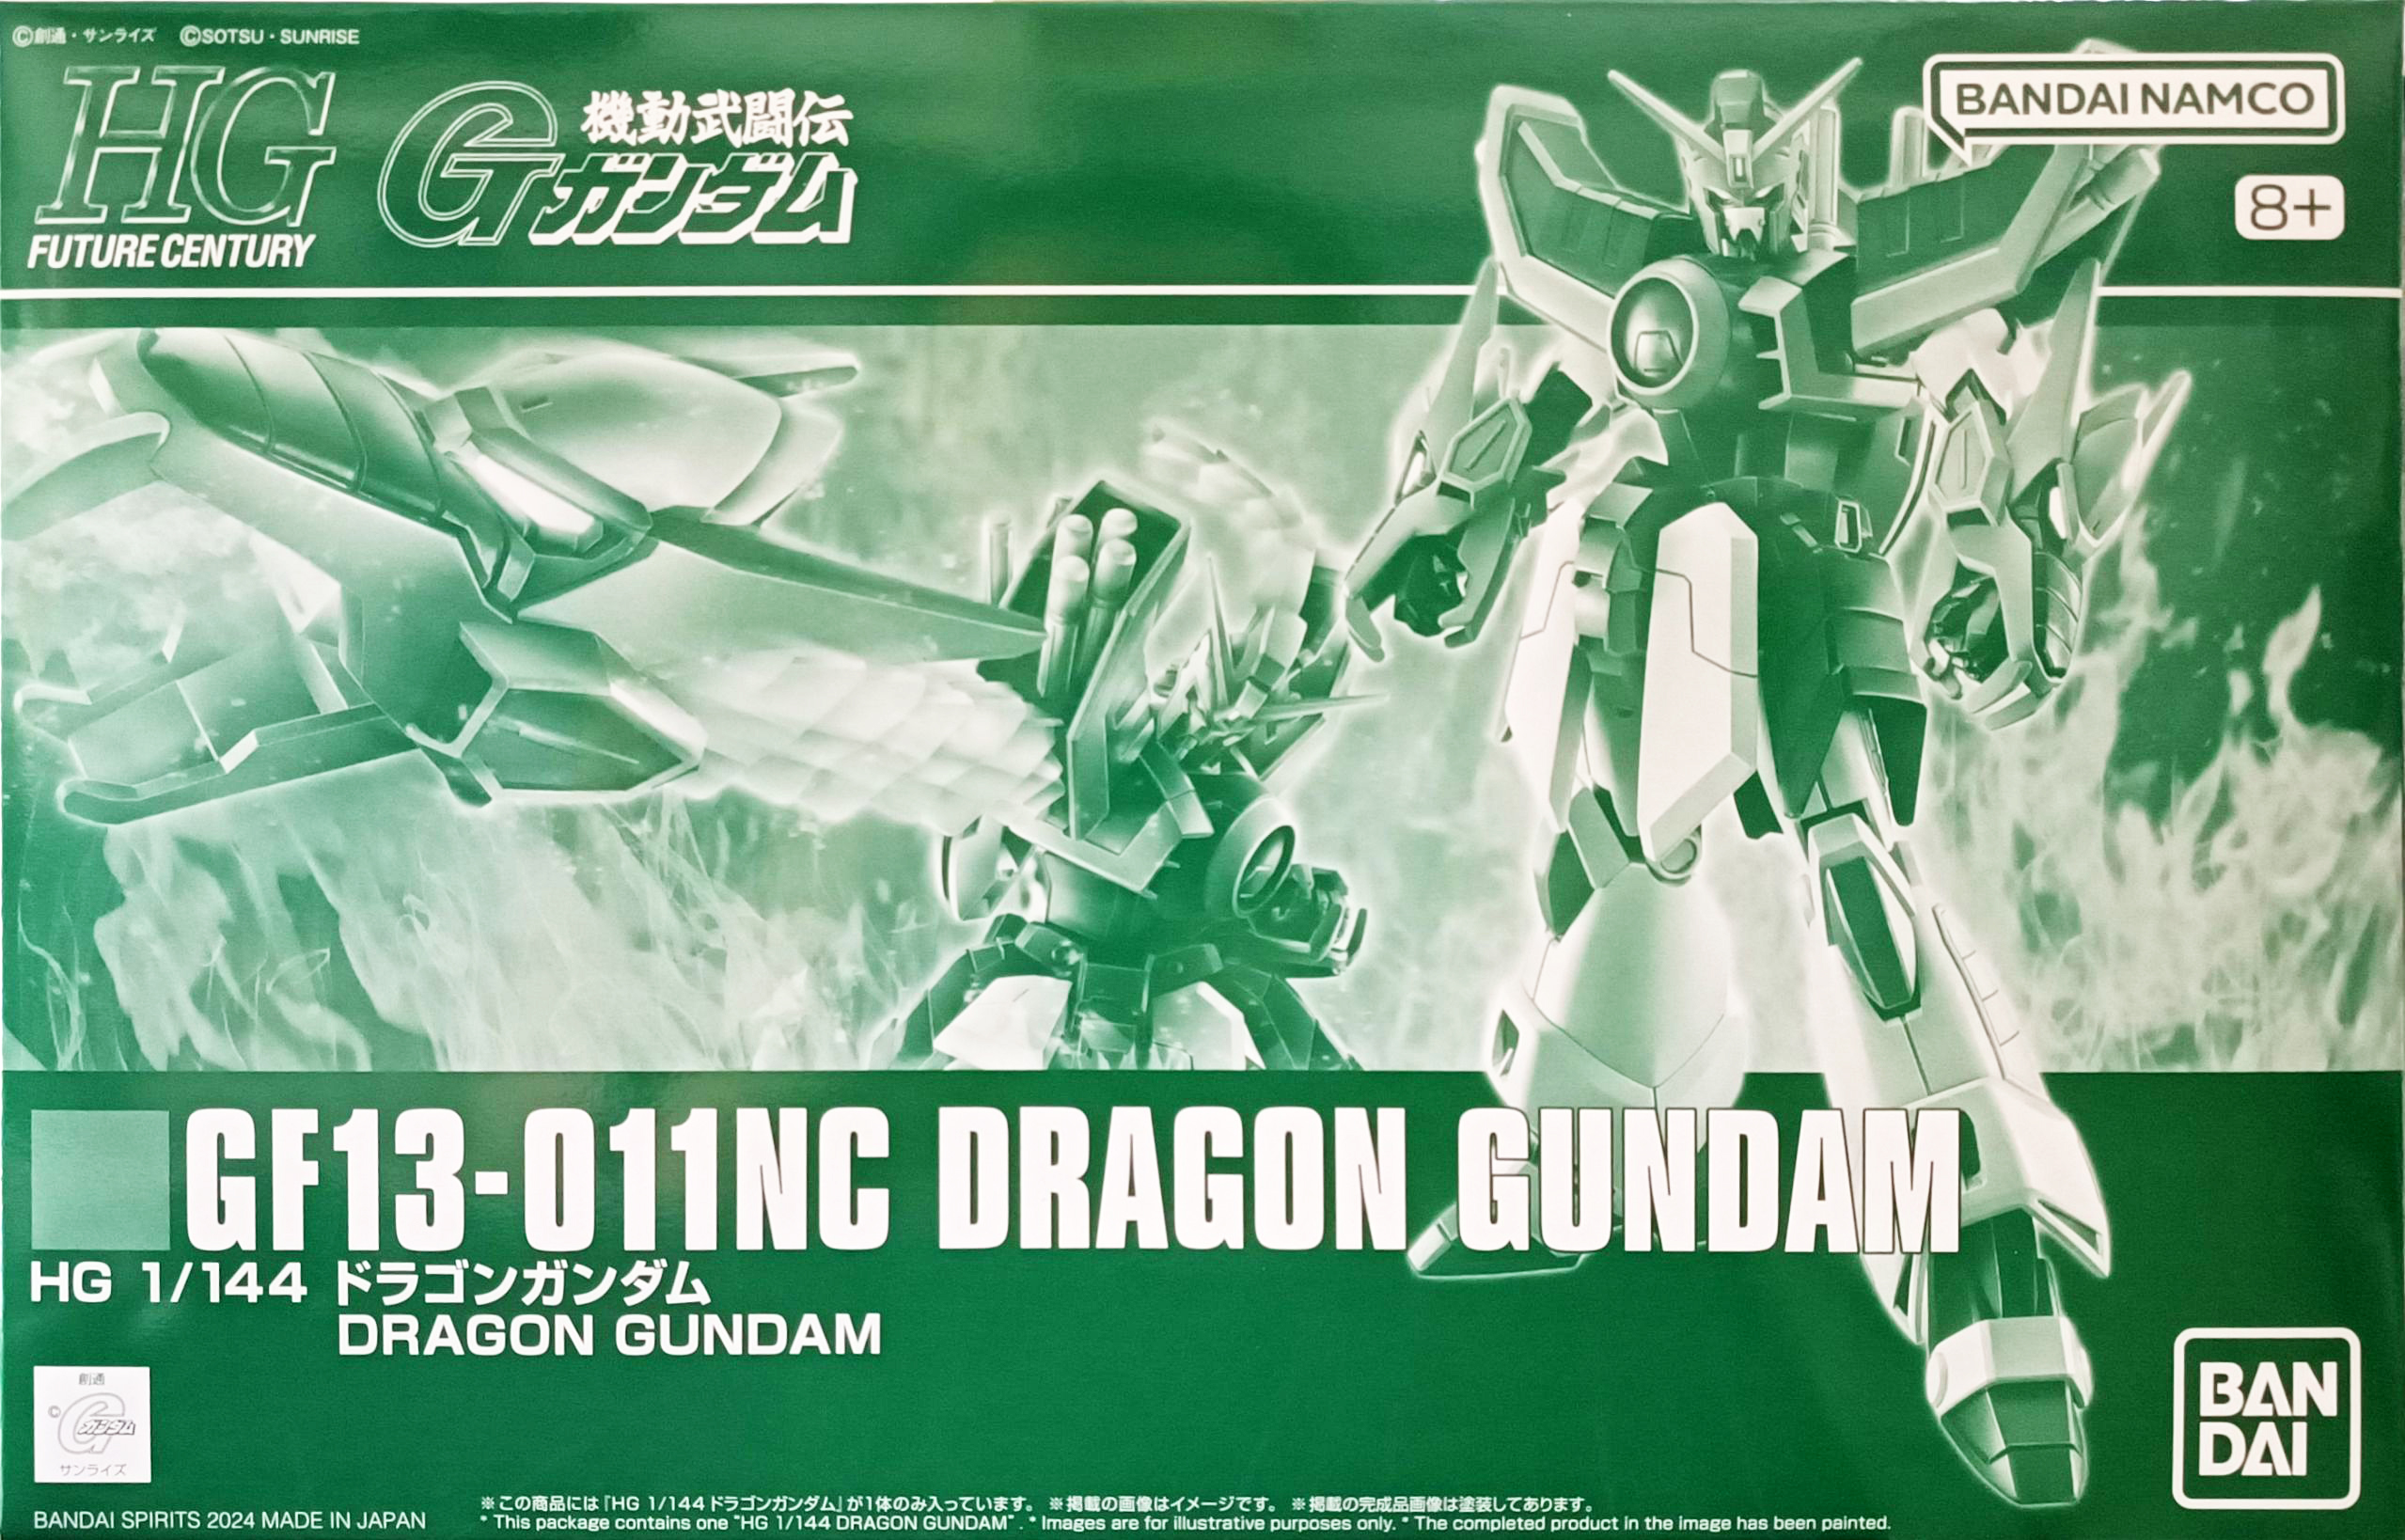 ©創通・サンライズ ©SOTSU・SUNRISE
HG
FUTURE CENTURY
機動武闘伝
Gガンダム
BANDAI NAMCO
8+
GF13-011NC DRAGON GUNDAM
HG 1/144 ドラゴンガンダム
DRAGON GUNDAM
創通
©Gガンダム
サンライズ
BAN
DAI
※この商品には『HG 1/144 ドラゴンガンダム』が1体のみ入っています。 ※掲載の画像はイメージです。 ※掲載の完成品画像は塗装してあります。
BANDAI SPIRITS 2024 MADE IN JAPAN
* This package contains one "HG 1/144 DRAGON GUNDAM". * Images are for illustrative purposes only. * The completed product in the image has been painted.